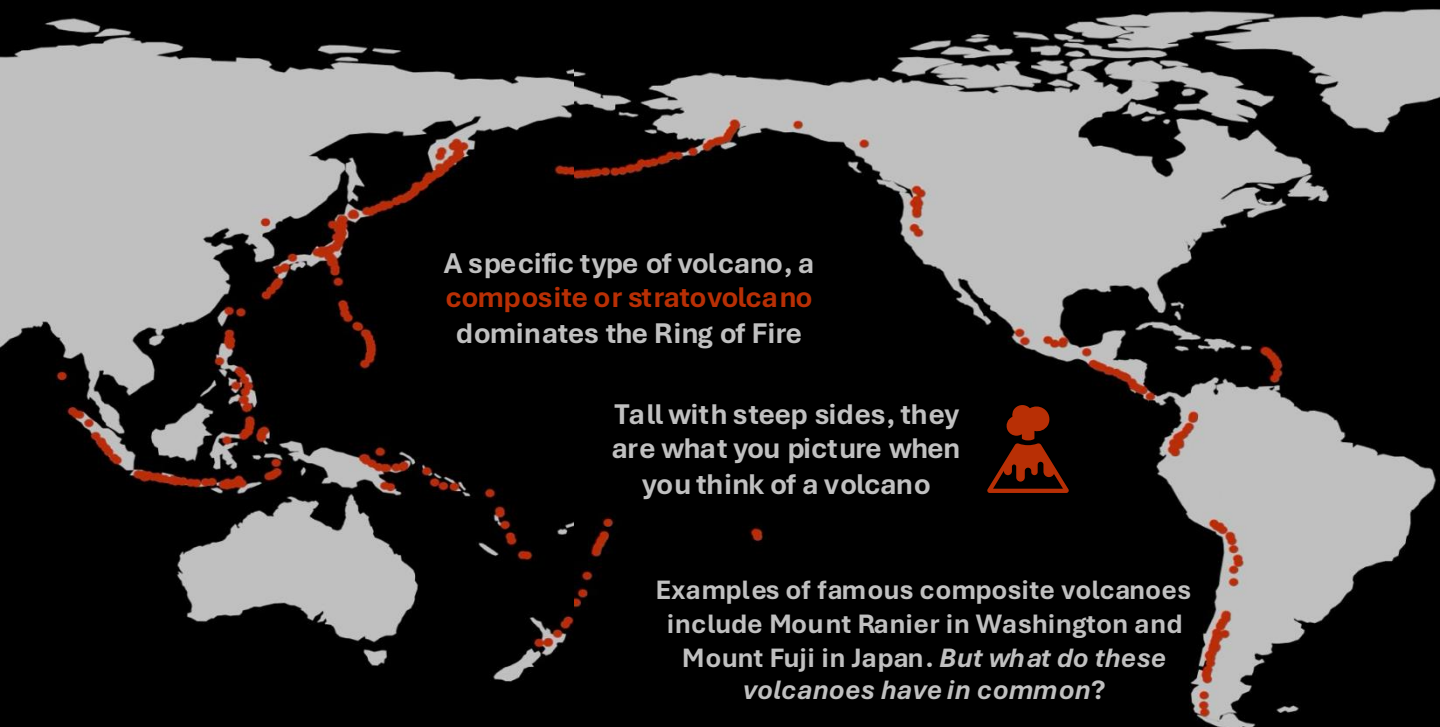 A specific type of volcano, a
composite or stratovolcano
dominates the Ring of Fire
Tall with steep sides, they
are what you picture when
you think of a volcano
Examples of famous composite volcanoes
include Mount Ranier in Washington and
Mount Fuji in Japan. But what do these
volcanoes have in common?